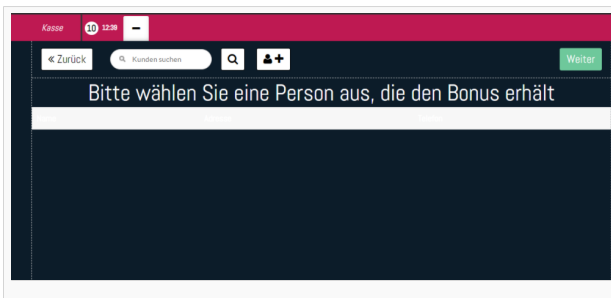 Kasse 10 12:39
« Zurück Kunden suchen Weiter
Bitte wählen Sie eine Person aus, die den Bonus erhält